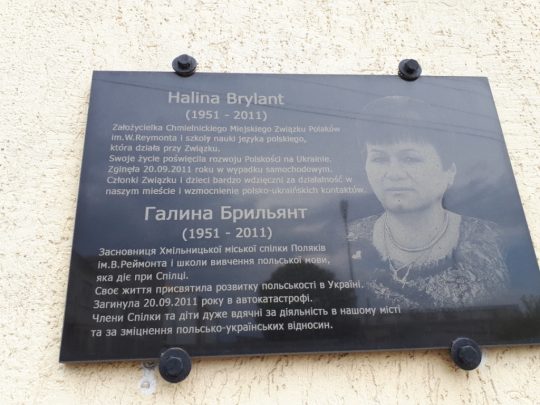 Halina Brylant
(1951 - 2011)
Założycielka Chmielnickiego Miejskiego Związku Polaków
im.W.Reymonta i szkoły nauki języka polskiego,
która działa przy Związku.
Swoje życie poświęciła rozwoju Polskości na Ukrainie.
Zginęła 20.09.2011 roku w wypadku samochodowym.
Członki Związku i dzieci bardzo wdzięczni za działalność w
naszym mieście i wzmocnienie polsko-ukraińskich kontaktów.
Галина Брильянт
(1951 - 2011)
Засновниця Хмільницької міської спілки Поляків
ім.В.Реймонта і школи вивчення польської мови,
яка діє при Спілці.
Своє життя присвятила розвитку польськості в Україні.
Загинула 20.09.2011 року в автокатастрофі.
Члени Спілки та діти дуже вдячні за діяльність в нашому місті
та за зміцнення польсько-українських відносин.